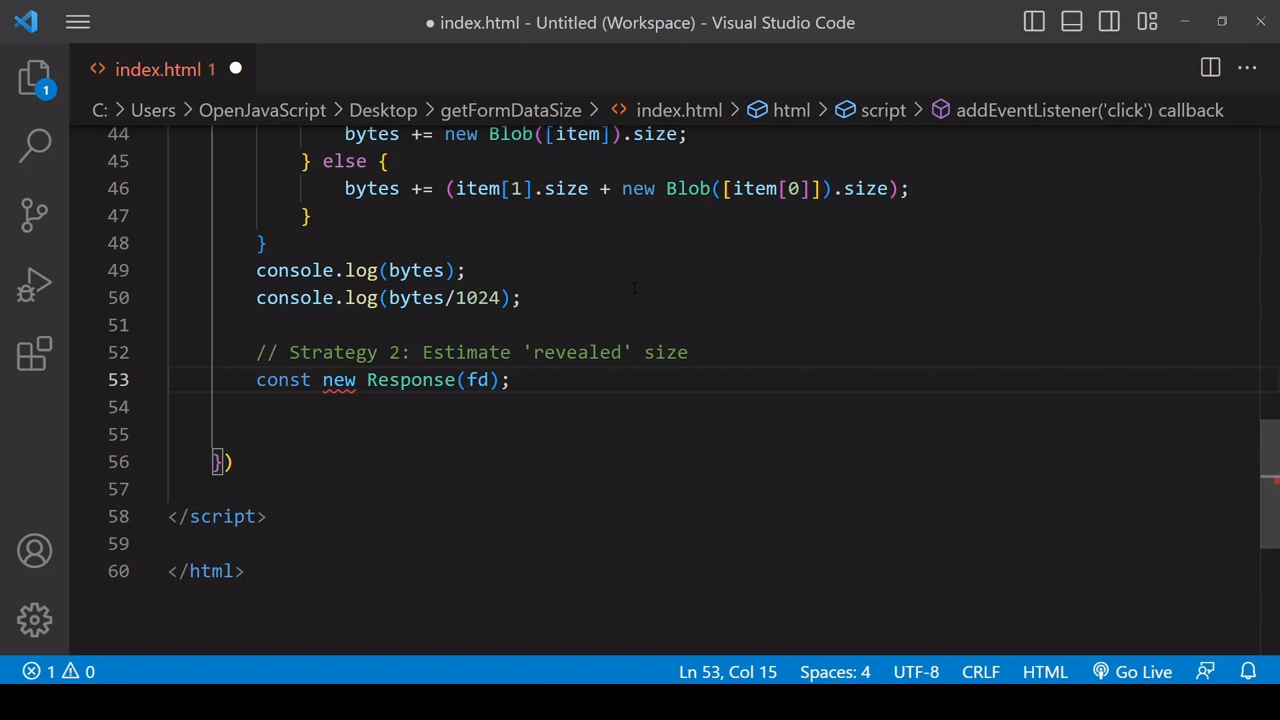 ● index.html - Untitled (Workspace) - Visual Studio Code
index.html 1
1
C: > Users > OpenJavaScript > Desktop > getFormDataSize > index.html > html > script > addEventListener('click') callback
44 bytes += new Blob([item]).size;
45 } else {
46 bytes += (item[1].size + new Blob([item[0]]).size);
47 }
48 }
49 console.log(bytes);
50 console.log(bytes/1024);
51
52 // Strategy 2: Estimate 'revealed' size
53 const new Response(fd);
54
55
56 })
57
58 </script>
59
60 </html>
1 0 Ln 53, Col 15 Spaces: 4 UTF-8 CRLF HTML Go Live